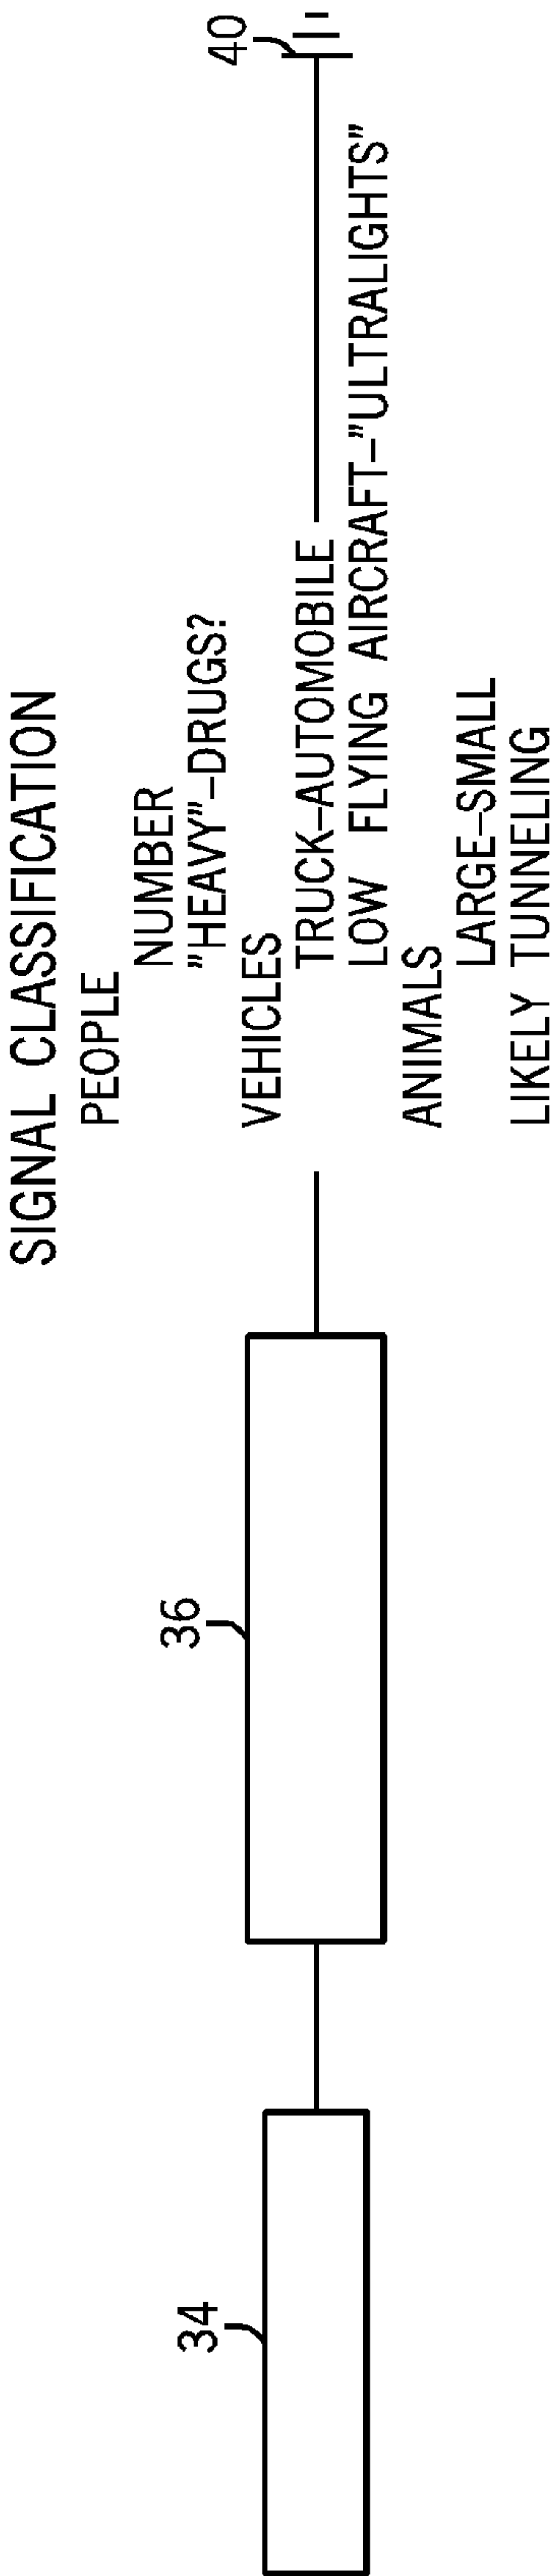 SIGNAL CLASSIFICATION
PEOPLE
NUMBER
"HEAVY"-DRUGS?
VEHICLES
TRUCK-AUTOMOBILE
LOW FLYING AIRCRAFT-"ULTRALIGHTS"
ANIMALS
LARGE-SMALL
LIKELY TUNNELING
34
36
40